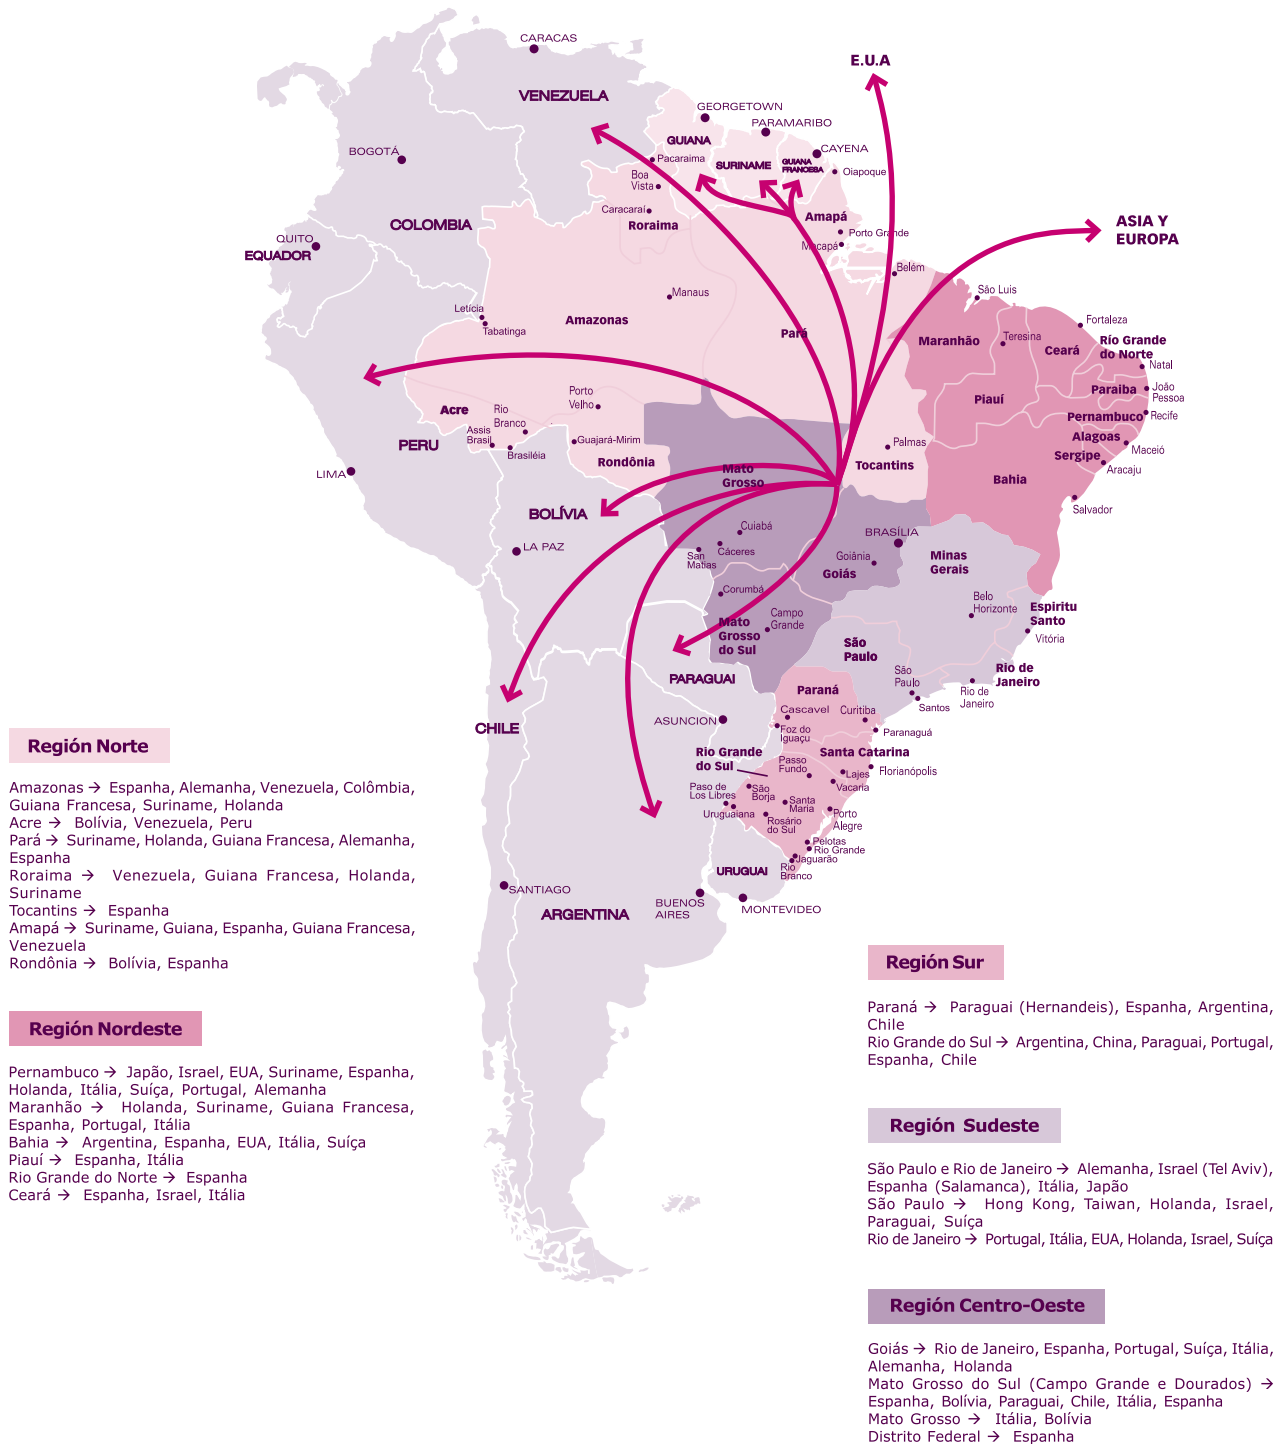 CARACAS
E.U.A
VENEZUELA
GEORGETOWN
PARAMARIBO
GUIANA
CAYENA
BOGOTÁ
Pacaraima
SURINAME
GUIANA
FRANCESA
Oiapoque
Boa
Vista
Caracaraí
Roraima
COLOMBIA
Amapá
Porto Grande
Macapá
ASIA Y
EUROPA
QUITO
EQUADOR
Belém
Manaus
São Luis
Letícia
Tabatinga
Amazonas
Pará
Maranhão
Teresina
Fortaleza
Ceará
Río Grande
do Norte
Natal
Paraiba
João
Pessoa
Piauí
Pernambuco
Recife
Alagoas
Maceió
Sergipe
Aracaju
Porto
Velho
Acre
Rio
Branco
Assis
Brasil
Brasiléia
Guajará-Mirim
Rondônia
PERU
LIMA
Mato
Grosso
Palmas
Tocantins
Bahia
Salvador
BOLÍVIA
LA PAZ
Cuiabá
Cáceres
San
Matias
BRASÍLIA
Goiânia
Goiás
Minas
Gerais
Corumbá
Campo
Grande
Mato
Grosso
do Sul
Belo
Horizonte
Espiritu
Santo
Vitória
São
Paulo
São
Paulo
Santos
Rio de
Janeiro
Rio de
Janeiro
PARAGUAI
ASUNCION
Paraná
Cascavel
Curitiba
Foz do
Iguaçu
Paranaguá
CHILE
Rio Grande
do Sul
Santa Catarina
Passo
Fundo
Lajes
Florianópolis
Vacaria
Paso de
Los Libres
São
Borja
Uruguaiana
Santa
Maria
Rosário
do Sul
Porto
Alegre
Pelotas
Rio Grande
Jaguarão
Rio
Branco
URUGUAI
SANTIAGO
ARGENTINA
BUENOS
AIRES
MONTEVIDEO
Región Norte
Amazonas → Espanha, Alemanha, Venezuela, Colômbia,
Guiana Francesa, Suriname, Holanda
Acre → Bolívia, Venezuela, Peru
Pará → Suriname, Holanda, Guiana Francesa, Alemanha,
Espanha
Roraima → Venezuela, Guiana Francesa, Holanda,
Suriname
Tocantins → Espanha
Amapá → Suriname, Guiana, Espanha, Guiana Francesa,
Venezuela
Rondônia → Bolívia, Espanha
Región Nordeste
Pernambuco → Japão, Israel, EUA, Suriname, Espanha,
Holanda, Itália, Suíça, Portugal, Alemanha
Maranhão → Holanda, Suriname, Guiana Francesa,
Espanha, Portugal, Itália
Bahia → Argentina, Espanha, EUA, Itália, Suíça
Piauí → Espanha, Itália
Rio Grande do Norte → Espanha
Ceará → Espanha, Israel, Itália
Región Sur
Paraná → Paraguai (Hernandeis), Espanha, Argentina,
Chile
Rio Grande do Sul → Argentina, China, Paraguai, Portugal,
Espanha, Chile
Región Sudeste
São Paulo e Rio de Janeiro → Alemanha, Israel (Tel Aviv),
Espanha (Salamanca), Itália, Japão
São Paulo → Hong Kong, Taiwan, Holanda, Israel,
Paraguai, Suíça
Rio de Janeiro → Portugal, Itália, EUA, Holanda, Israel, Suíça
Región Centro-Oeste
Goiás → Rio de Janeiro, Espanha, Portugal, Suíça, Itália,
Alemanha, Holanda
Mato Grosso do Sul (Campo Grande e Dourados) →
Espanha, Bolívia, Paraguai, Chile, Itália, Espanha
Mato Grosso → Itália, Bolívia
Distrito Federal → Espanha